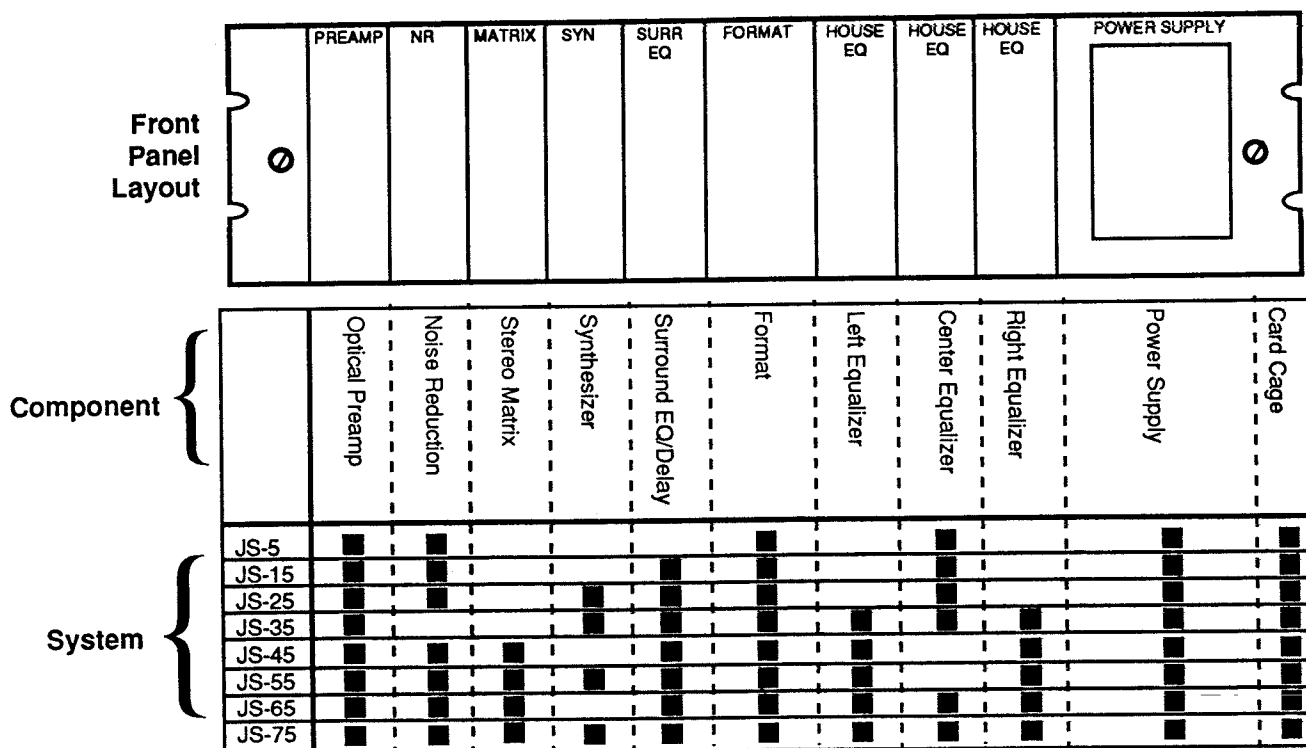 PREAMP NR MATRIX SYN SURR EQ FORMAT HOUSE EQ HOUSE EQ HOUSE EQ POWER SUPPLY
Front
Panel
Layout
Component
Optical Preamp
Noise Reduction
Stereo Matrix
Synthesizer
Surround EQ/Delay
Format
Left Equalizer
Center Equalizer
Right Equalizer
Power Supply
Card Cage
System
JS-5
JS-15
JS-25
JS-35
JS-45
JS-55
JS-65
JS-75